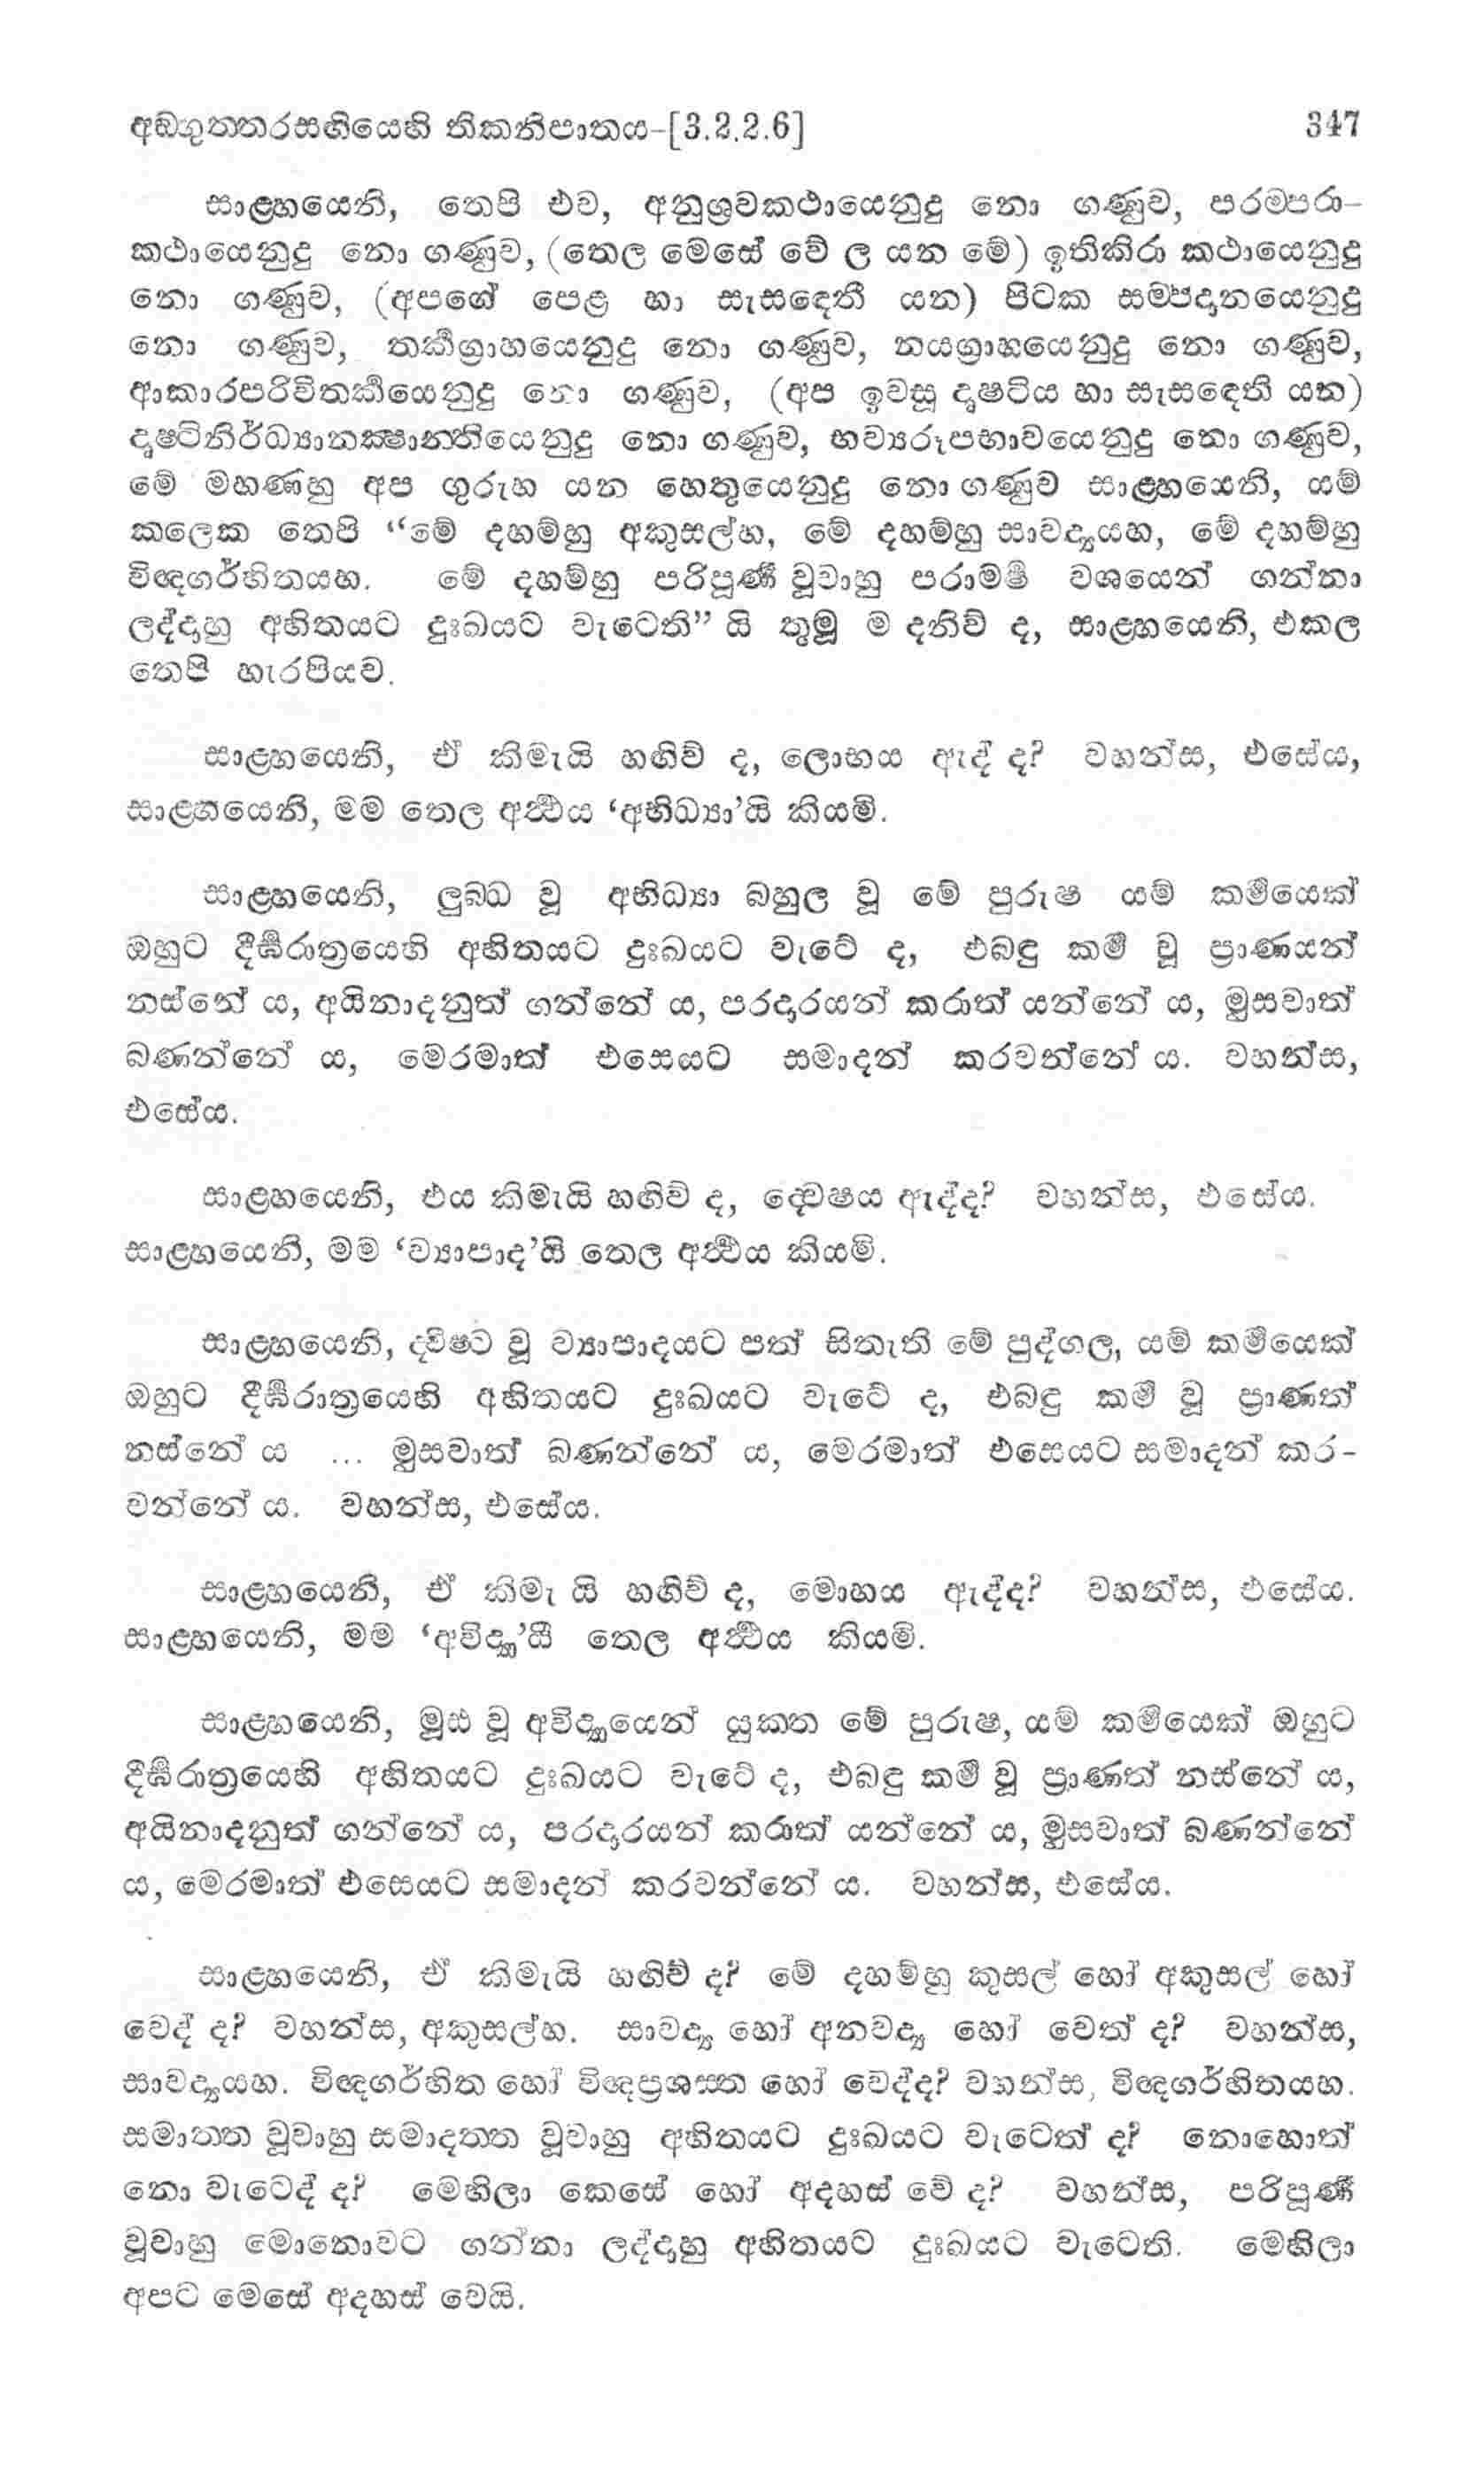 අඞ්ගුත්තරසඟියෙහි තිකනිපාතය-[3.2.2.6] 347
සාළ්හයෙනි, තෙපි එව, අනුශ්‍රවකථායෙනුදු නො ගණුව, පරම්පරා-
කථායෙනුදු නො ගණුව, (තෙල මෙසේ වේ ල යන මේ) ඉතිකිරා කථායෙනුදු
නො ගණුව, (අපගේ පෙළ හා සැසඳෙතී යන) පිටක සම්පදානයෙනුදු
නො ගණුව, තර්‍කග්‍රාහයෙනුදු නො ගණුව, නයග්‍රාහයෙනුදු නො ගණුව,
ආකාරපරිවිතර්‍කයෙනුදු නො ගණුව, (අප ඉවසූ දෘෂ්ටිය හා සැසඳෙති යන)
දෘෂ්ටිනිර්ධ්‍යානක්‍ෂාන්තියෙනුදු නො ගණුව, භව්‍යරූපභාවයෙනුදු නො ගණුව,
මේ මහණහු අප ගුරුහ යන හෙතුයෙනුදු නො ගණුව සාළ්හයෙනි, යම්
කලෙක තෙපි “මේ දහම්හු අකුසල්හ, මේ දහම්හු සාවද්‍යයහ, මේ දහම්හු
විඥගර්හිතයහ. මේ දහම්හු පරිපූර්‍ණ වූවාහු පරාමර්‍ෂ වශයෙන් ගන්නා
ලද්දාහු අහිතයට දුඃඛයට වැටෙති” යි තුමූ ම දනිව් ද, සාළ්හයෙනි, එකල
තෙපි හැරපියව.
සාළ්හයෙනි, ඒ කිමැයි හඟිව් ද, ලොභය ඇද් ද? වහන්ස, එසේය,
සාළ්හයෙනි, මම තෙල අර්‍ත්‍ථය ‘අභිධ්‍යා’යි කියමි.
සාළ්හයෙනි, ලුබ්ධ වූ අභිධ්‍යා බහුල වූ මේ පුරුෂ යම් කර්‍මයෙක්
ඔහුට දීර්‍ඝරාත්‍රයෙහි අහිතයට දුඃඛයට වැටේ ද, එබඳු කර්‍ම වූ ප්‍රාණයන්
නස්නේ ය, අයිනාදනුත් ගන්නේ ය, පරදාරයන් කරාත් යන්නේ ය, මුසවාත්
බණන්නේ ය, මෙරමාත් එසෙයට සමාදන් කරවන්නේ ය. වහන්ස,
එසේය.
සාළ්හයෙනි, එය කිමැයි හඟිව් ද, ද්වෙෂය ඇද්ද? වහන්ස, එසේය.
සාළ්හයෙනි, මම ‘ව්‍යාපාද’යි තෙල අර්‍ත්‍ථය කියමි.
සාළ්හයෙනි, ද්විෂ්ට වූ ව්‍යාපාදයට පත් සිතැති මේ පුද්ගල, යම් කර්‍මයෙක්
ඔහුට දීර්‍ඝරාත්‍රයෙහි අහිතයට දුඃඛයට වැටේ ද, එබඳු කර්‍ම වූ ප්‍රාණත්
නස්නේ ය ... මුසවාත් බණන්නේ ය, මෙරමාත් එසෙයට සමාදන් කර-
වන්නේ ය. වහන්ස, එසේය.
සාළ්හයෙනි, ඒ කිමැ යි හඟිව් ද, මොහය ඇද්ද? වහන්ස, එසේය.
සාළ්හයෙනි, මම ‘අවිද්‍යා’යී තෙල අර්‍ත්‍ථය කියමි.
සාළ්හයෙනි, මූඪ වූ අවිද්‍යායෙන් යුක්ත මේ පුරුෂ, යම් කර්‍මයෙක් ඔහුට
දීර්‍ඝරාත්‍රයෙහි අහිතයට දුඃඛයට වැටේ ද, එබඳු කර්‍ම වූ ප්‍රාණත් නස්නේ ය,
අයිනාදනුත් ගන්නේ ය, පරදාරයන් කරාත් යන්නේ ය, මුසවාත් බණන්නේ
ය, මෙරමාත් එසෙයට සමාදන් කරවන්නේ ය. වහන්ස, එසේය.
සාළ්හයෙනි, ඒ කිමැයි හඟිව් ද? මේ දහම්හු කුසල් හෝ අකුසල් හෝ
වෙද් ද? වහන්ස, අකුසල්හ. සාවද්‍ය හෝ අනවද්‍ය හෝ වෙත් ද? වහන්ස,
සාවද්‍යයහ. විඥගර්හිත හෝ විඥප්‍රශස්ත හෝ වෙද්ද? වහන්ස, විඥගර්හිතයහ.
සමාත්ත වූවාහු සමාදත්ත වූවාහු අහිතයට දුඃඛයට වැටෙත් ද? නොහොත්
නො වැටෙද් ද? මෙහිලා කෙසේ හෝ අදහස් වේ ද? වහන්ස, පරිපූර්‍ණ
වූවාහු මොනොවට ගන්නා ලද්දාහු අහිතයට දුඃඛයට වැටෙති. මෙහිලා
අපට මෙසේ අදහස් වෙයි.